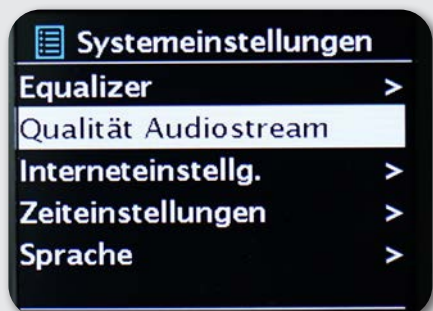 Systemeinstellungen
Equalizer >
Qualität Audiostream
Interneteinstellg. >
Zeiteinstellungen >
Sprache >